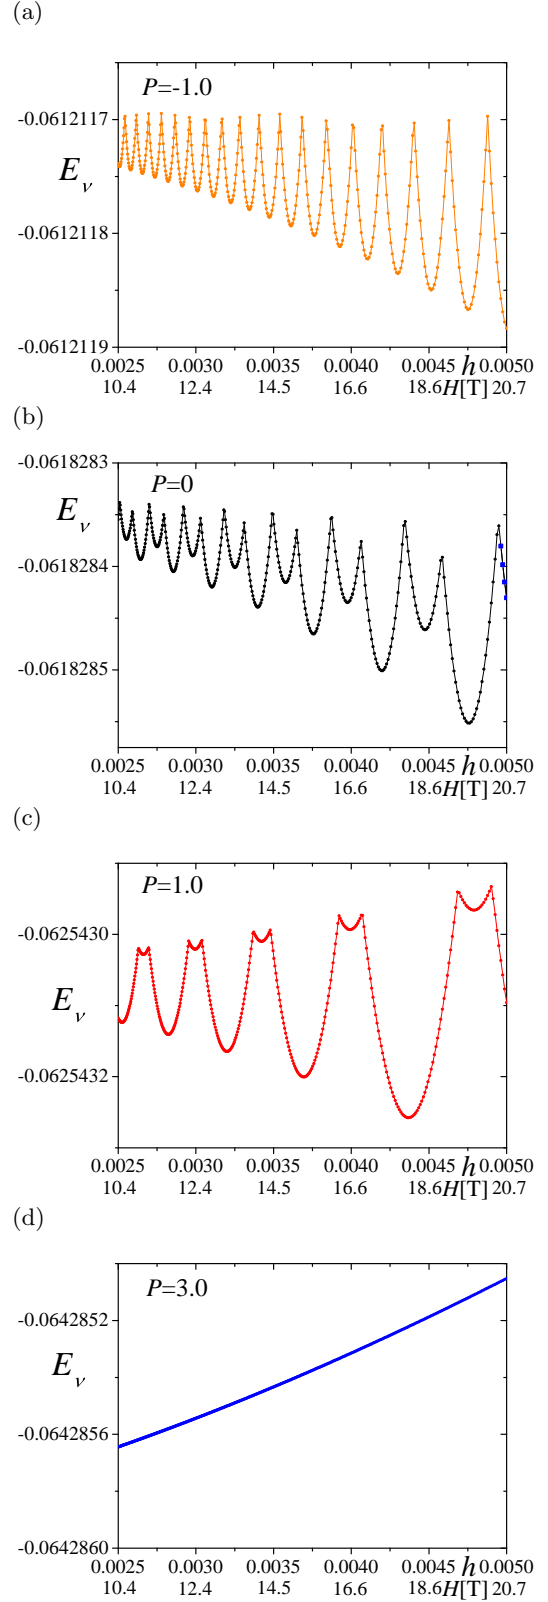 (a)
P=-1.0
-0.0612117
E_ν
-0.0612118
-0.0612119
0.0025 0.0030 0.0035 0.0040 0.0045 h 0.0050
10.4 12.4 14.5 16.6 18.6 H[T] 20.7
(b)
-0.0618283
P=0
E_ν
-0.0618284
-0.0618285
0.0025 0.0030 0.0035 0.0040 0.0045 h 0.0050
10.4 12.4 14.5 16.6 18.6 H[T] 20.7
(c)
P=1.0
-0.0625430
E_ν
-0.0625432
0.0025 0.0030 0.0035 0.0040 0.0045 h 0.0050
10.4 12.4 14.5 16.6 18.6 H[T] 20.7
(d)
P=3.0
-0.0642852
E_ν
-0.0642856
-0.0642860
0.0025 0.0030 0.0035 0.0040 0.0045 h 0.0050
10.4 12.4 14.5 16.6 18.6 H[T] 20.7